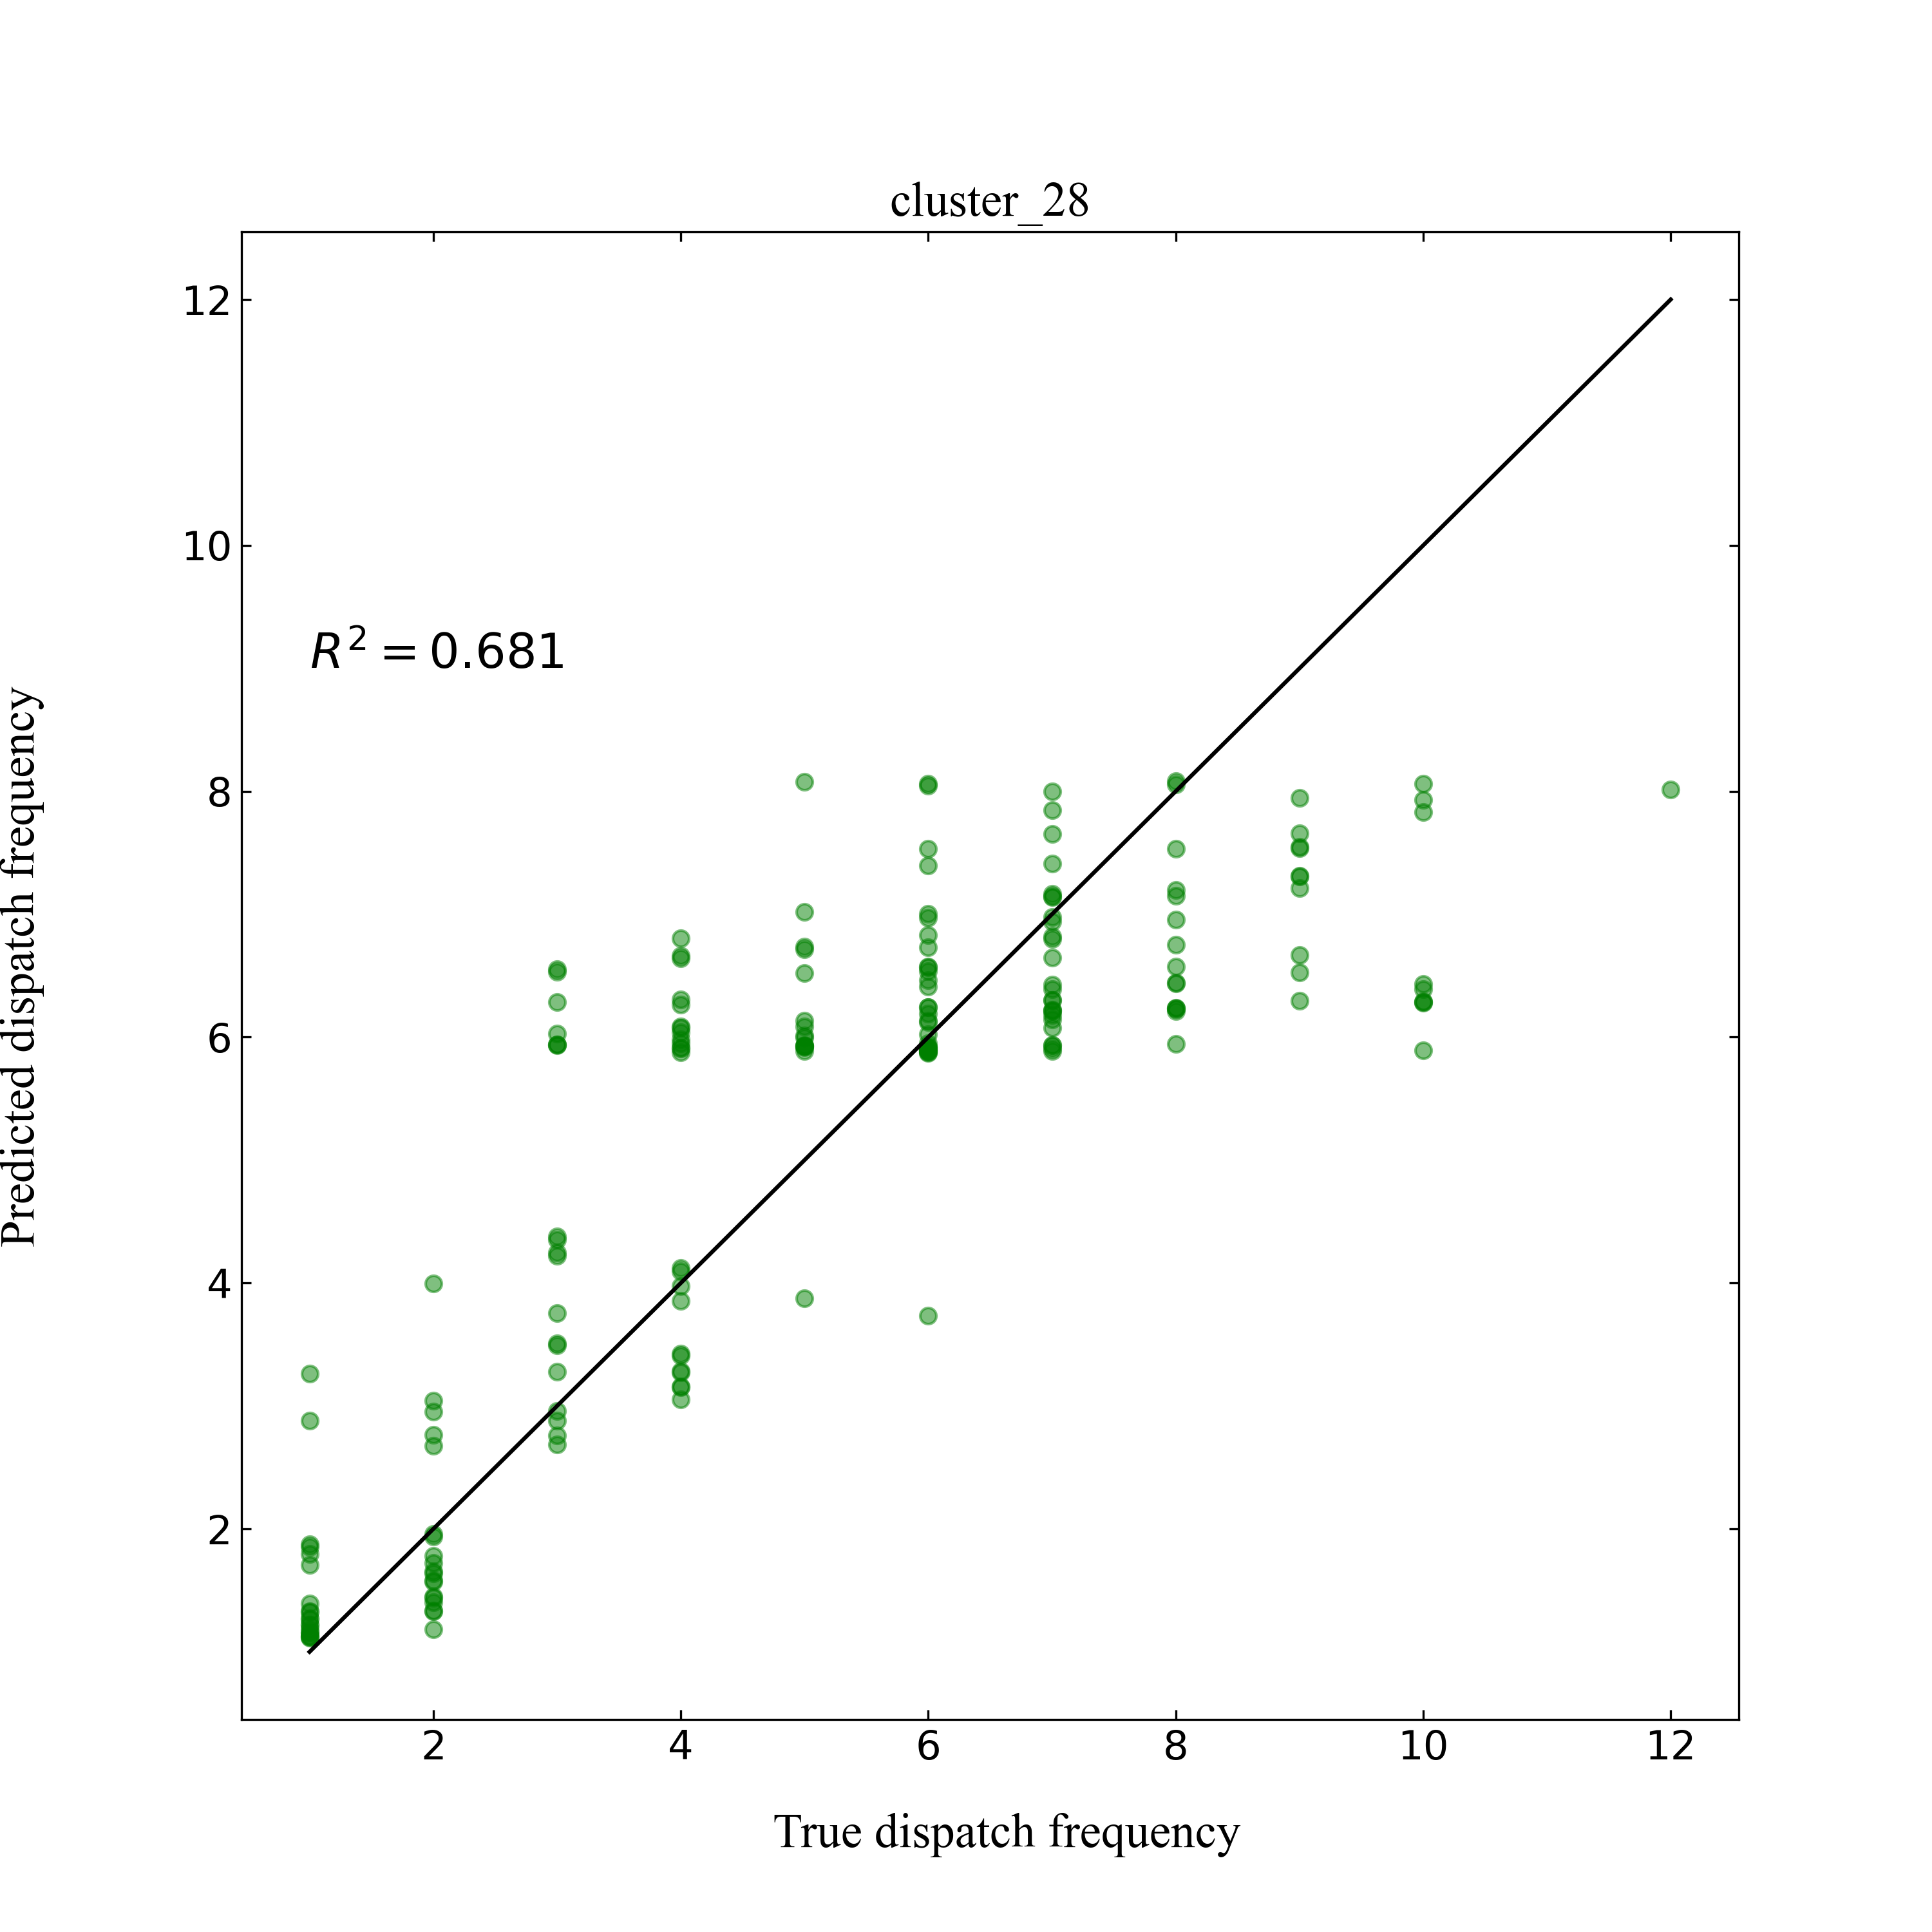 cluster_28
12
10
8
6
4
2
R² = 0.681
Predicted dispatch frequency
2 4 6 8 10 12
True dispatch frequency